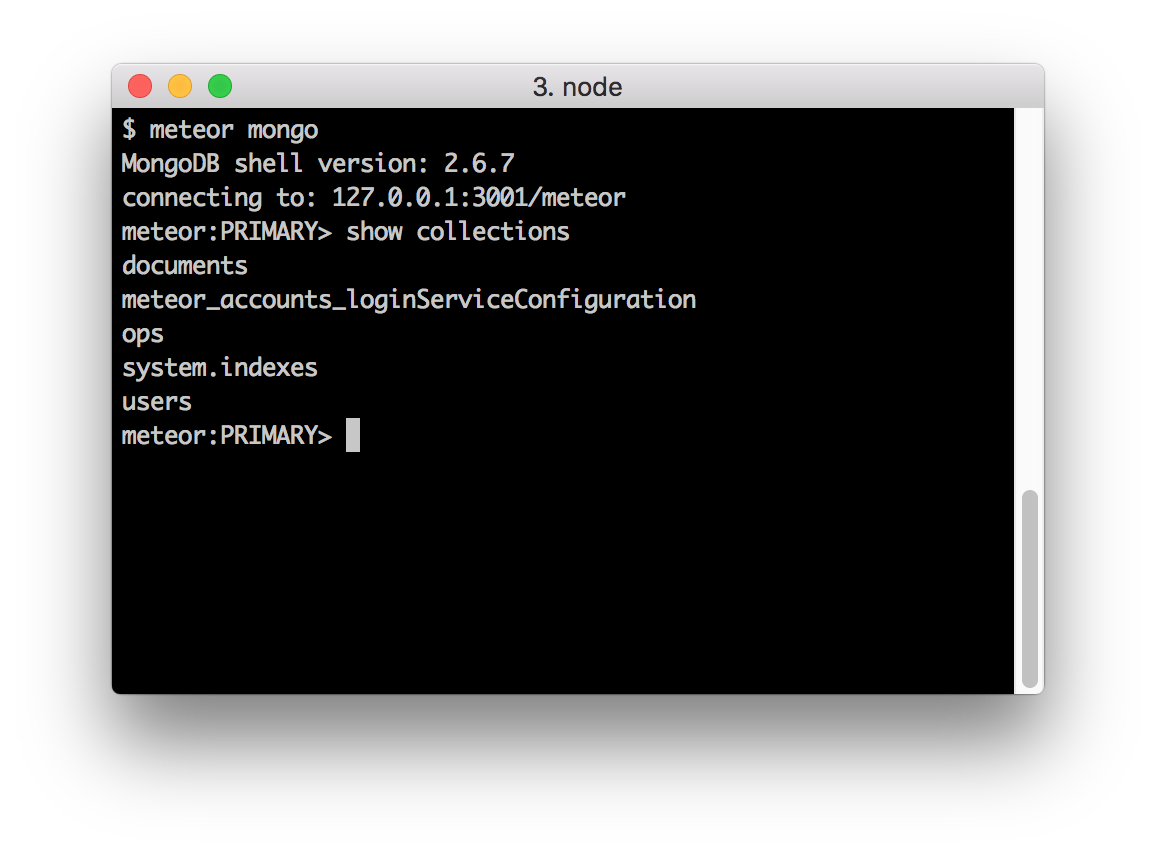 3. node
$ meteor mongo
MongoDB shell version: 2.6.7
connecting to: 127.0.0.1:3001/meteor
meteor:PRIMARY> show collections
documents
meteor_accounts_loginServiceConfiguration
ops
system.indexes
users
meteor:PRIMARY>